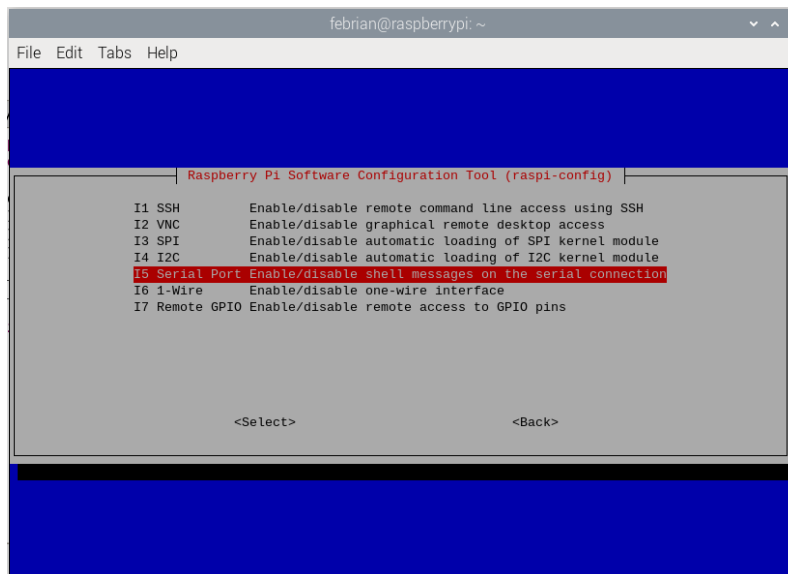 febrian@raspberrypi: ~
File Edit Tabs Help
Raspberry Pi Software Configuration Tool (raspi-config)
I1 SSH Enable/disable remote command line access using SSH
I2 VNC Enable/disable graphical remote desktop access
I3 SPI Enable/disable automatic loading of SPI kernel module
I4 I2C Enable/disable automatic loading of I2C kernel module
I5 Serial Port Enable/disable shell messages on the serial connection
I6 1-Wire Enable/disable one-wire interface
I7 Remote GPIO Enable/disable remote access to GPIO pins
<Select> <Back>